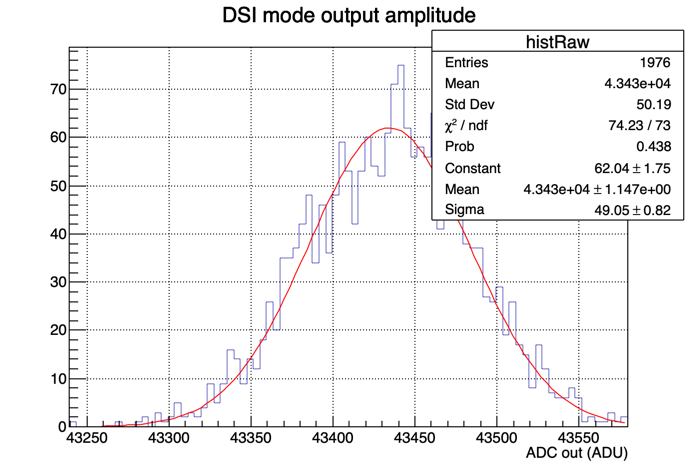 DSI mode output amplitude
histRaw
Entries 1976
Mean 4.343e+04
Std Dev 50.19
χ² / ndf 74.23 / 73
Prob 0.438
Constant 62.04 ± 1.75
Mean 4.343e+04 ± 1.147e+00
Sigma 49.05 ± 0.82
70
60
50
40
30
20
10
0
43250 43300 43350 43400 43450 43500 43550
ADC out (ADU)